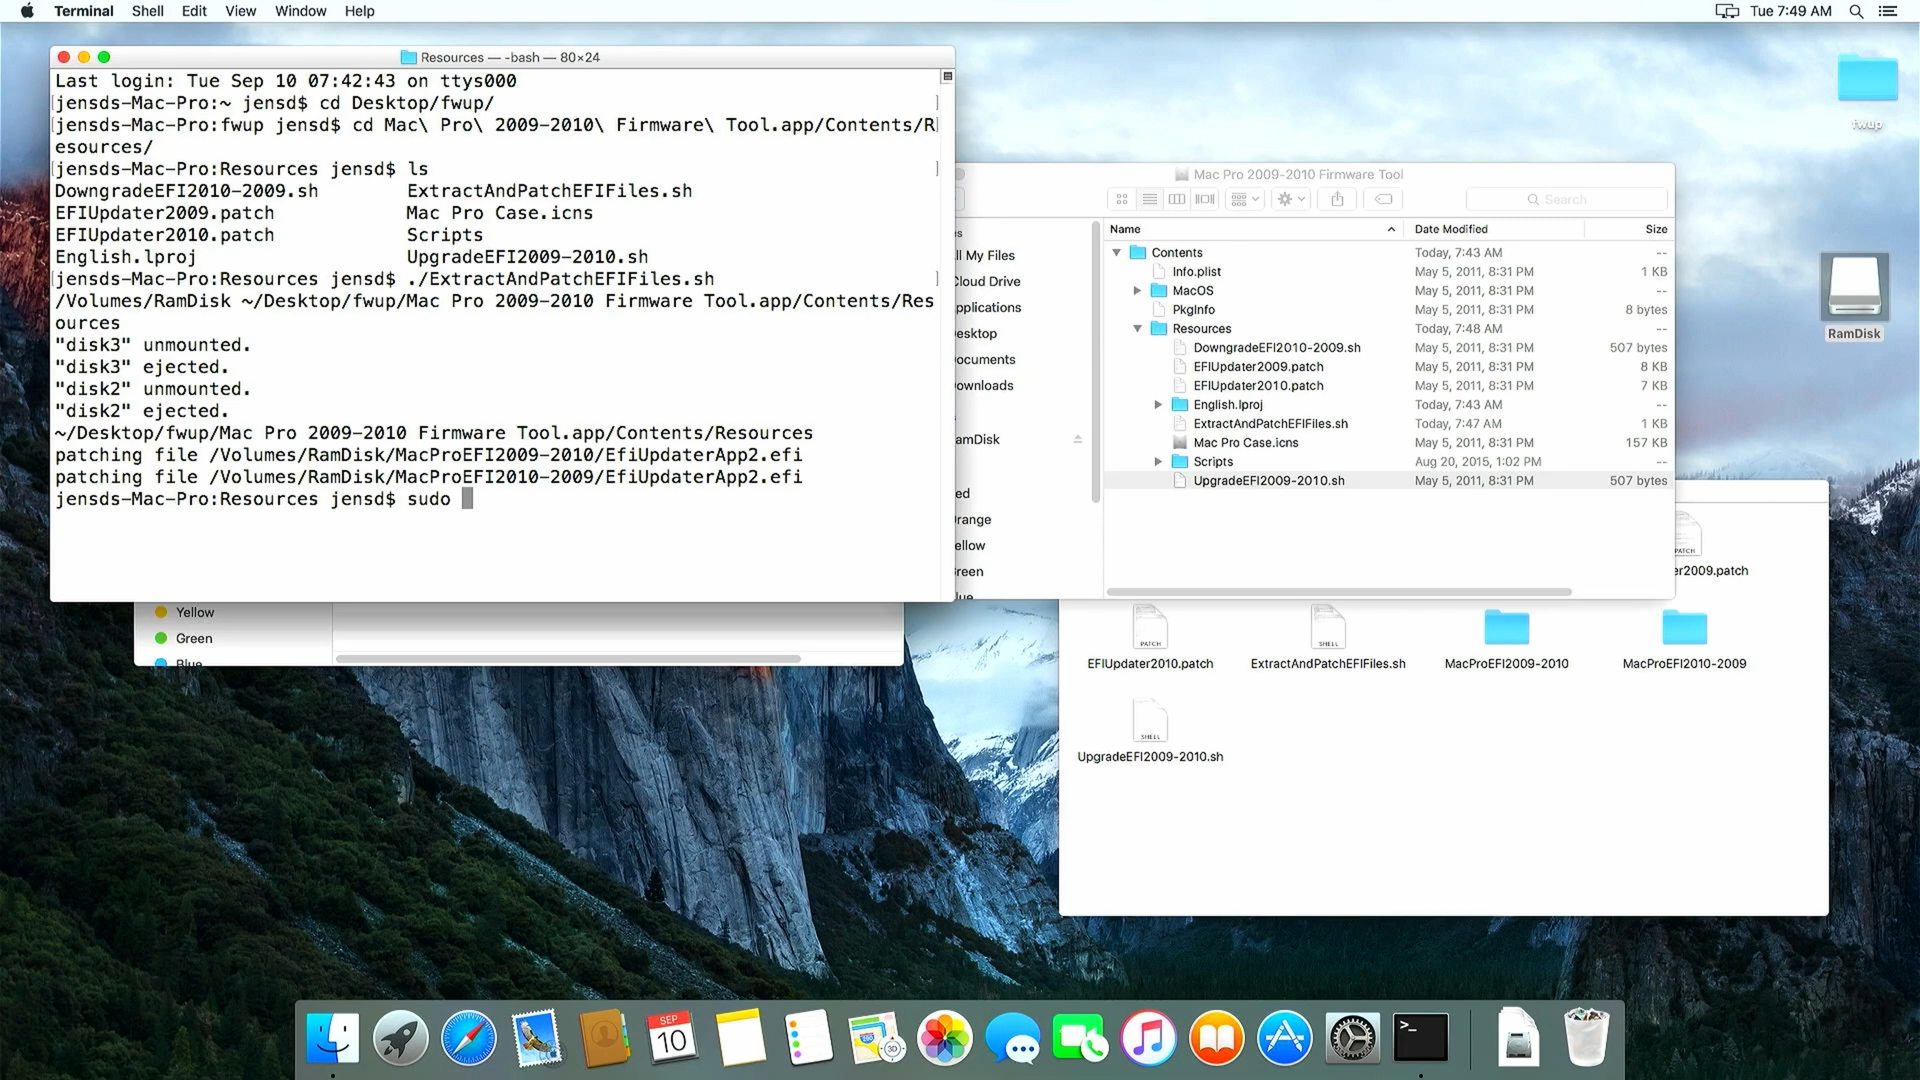 Terminal Shell Edit View Window Help
Tue 7:49 AM
Resources — -bash — 80×24
Last login: Tue Sep 10 07:42:43 on ttys000
[jensds-Mac-Pro:~ jensd$ cd Desktop/fwup/ ]
[jensds-Mac-Pro:fwup jensd$ cd Mac\ Pro\ 2009-2010\ Firmware\ Tool.app/Contents/R]
esources/
[jensds-Mac-Pro:Resources jensd$ ls ]
DowngradeEFI2010-2009.sh ExtractAndPatchEFIFiles.sh
EFIUpdater2009.patch Mac Pro Case.icns
EFIUpdater2010.patch Scripts
English.lproj UpgradeEFI2009-2010.sh
[jensds-Mac-Pro:Resources jensd$ ./ExtractAndPatchEFIFiles.sh ]
/Volumes/RamDisk ~/Desktop/fwup/Mac Pro 2009-2010 Firmware Tool.app/Contents/Res
ources
"disk3" unmounted.
"disk3" ejected.
"disk2" unmounted.
"disk2" ejected.
~/Desktop/fwup/Mac Pro 2009-2010 Firmware Tool.app/Contents/Resources
patching file /Volumes/RamDisk/MacProEFI2009-2010/EfiUpdaterApp2.efi
patching file /Volumes/RamDisk/MacProEFI2010-2009/EfiUpdaterApp2.efi
jensds-Mac-Pro:Resources jensd$ sudo
Yellow
Green
Blue
Mac Pro 2009-2010 Firmware Tool
Search
es
ll My Files
Cloud Drive
pplications
esktop
ocuments
ownloads
s
amDisk
ed
range
ellow
reen
lue
Name Date Modified Size
Contents Today, 7:43 AM --
Info.plist May 5, 2011, 8:31 PM 1 KB
MacOS May 5, 2011, 8:31 PM --
PkgInfo May 5, 2011, 8:31 PM 8 bytes
Resources Today, 7:48 AM --
DowngradeEFI2010-2009.sh May 5, 2011, 8:31 PM 507 bytes
EFIUpdater2009.patch May 5, 2011, 8:31 PM 8 KB
EFIUpdater2010.patch May 5, 2011, 8:31 PM 7 KB
English.lproj Today, 7:43 AM --
ExtractAndPatchEFIFiles.sh Today, 7:47 AM 1 KB
Mac Pro Case.icns May 5, 2011, 8:31 PM 157 KB
Scripts Aug 20, 2015, 1:02 PM --
UpgradeEFI2009-2010.sh May 5, 2011, 8:31 PM 507 bytes
PATCH
r2009.patch
PATCH
EFIUpdater2010.patch
SHELL
ExtractAndPatchEFIFiles.sh
MacProEFI2009-2010
MacProEFI2010-2009
SHELL
UpgradeEFI2009-2010.sh
fwup
RamDisk
SEP
10
3D
>_